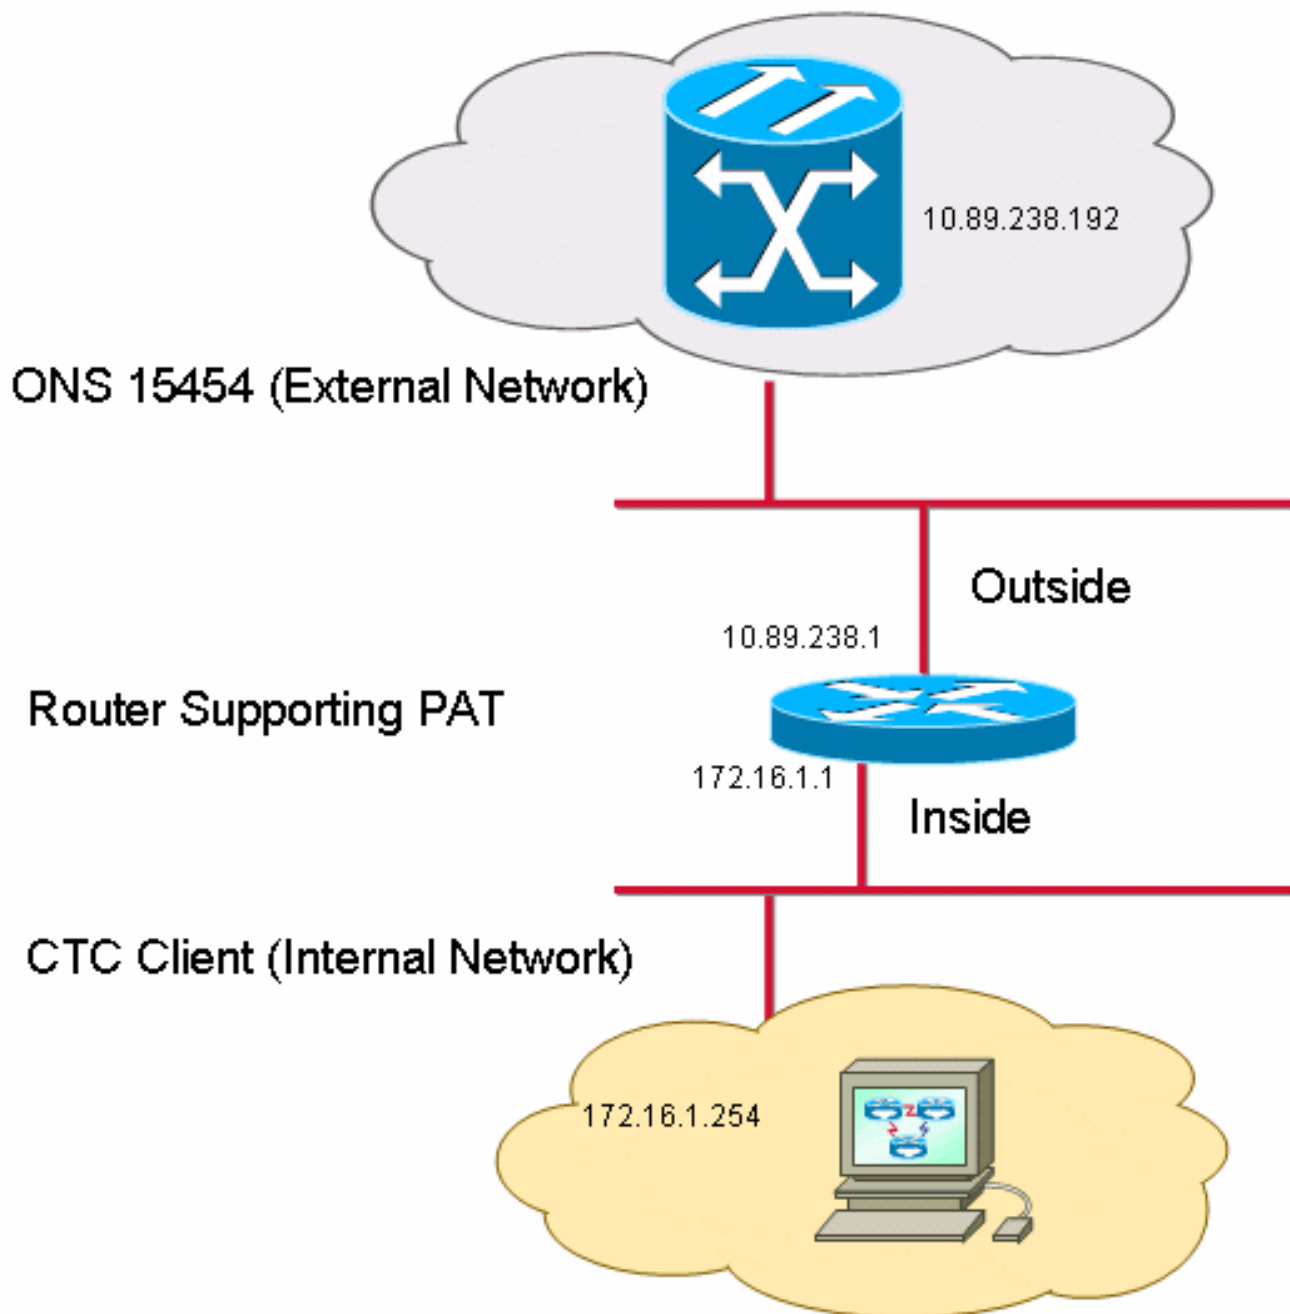 10.89.238.192
ONS 15454 (External Network)
Outside
10.89.238.1
Router Supporting PAT
172.16.1.1
Inside
CTC Client (Internal Network)
172.16.1.254